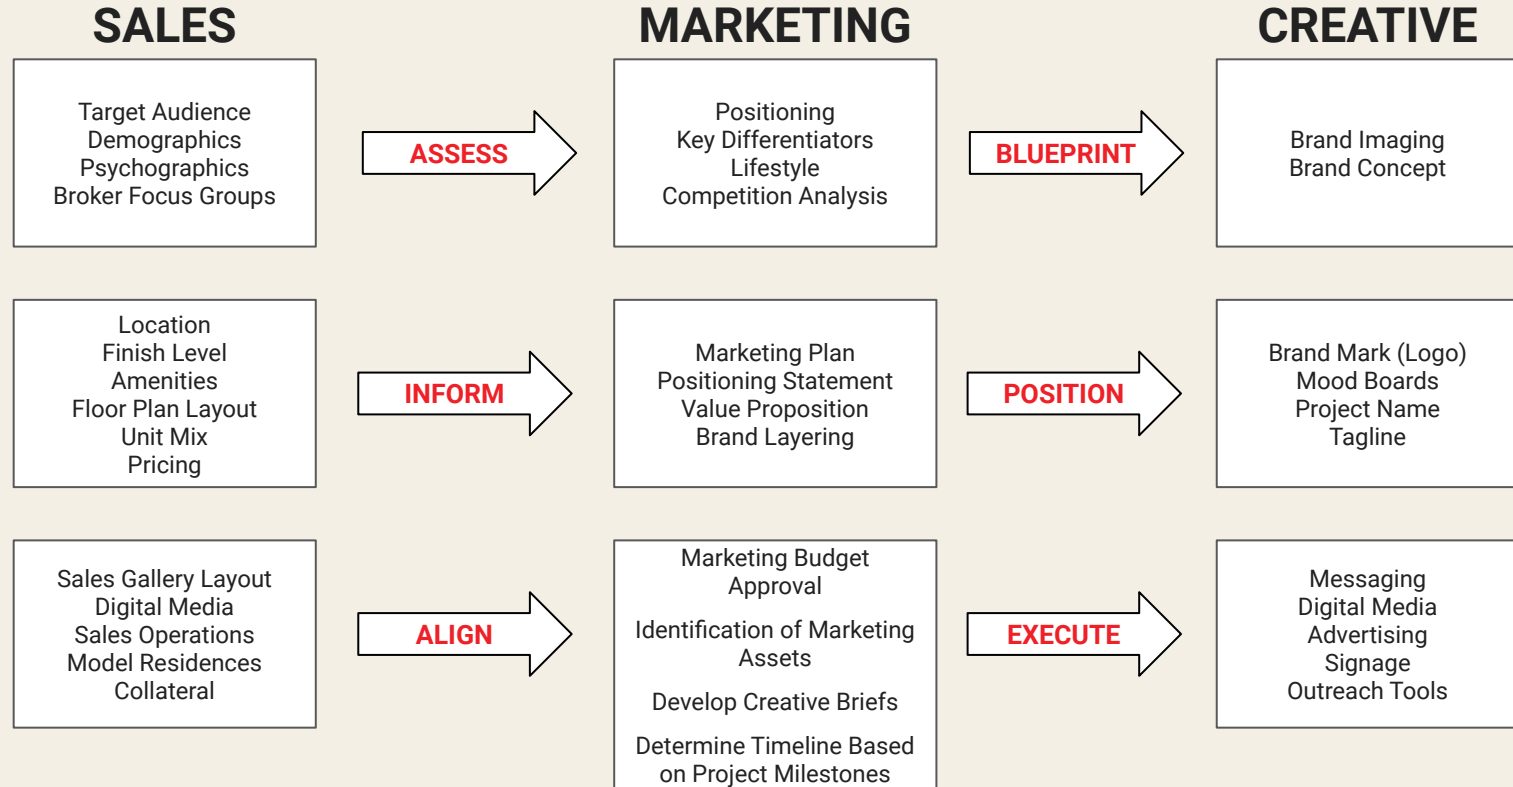 SALES
MARKETING
CREATIVE
Target Audience
Demographics
Psychographics
Broker Focus Groups
ASSESS
Positioning
Key Differentiators
Lifestyle
Competition Analysis
BLUEPRINT
Brand Imaging
Brand Concept
Location
Finish Level
Amenities
Floor Plan Layout
Unit Mix
Pricing
INFORM
Marketing Plan
Positioning Statement
Value Proposition
Brand Layering
POSITION
Brand Mark (Logo)
Mood Boards
Project Name
Tagline
Sales Gallery Layout
Digital Media
Sales Operations
Model Residences
Collateral
ALIGN
Marketing Budget
Approval
Identification of Marketing
Assets
Develop Creative Briefs
Determine Timeline Based
on Project Milestones
EXECUTE
Messaging
Digital Media
Advertising
Signage
Outreach Tools